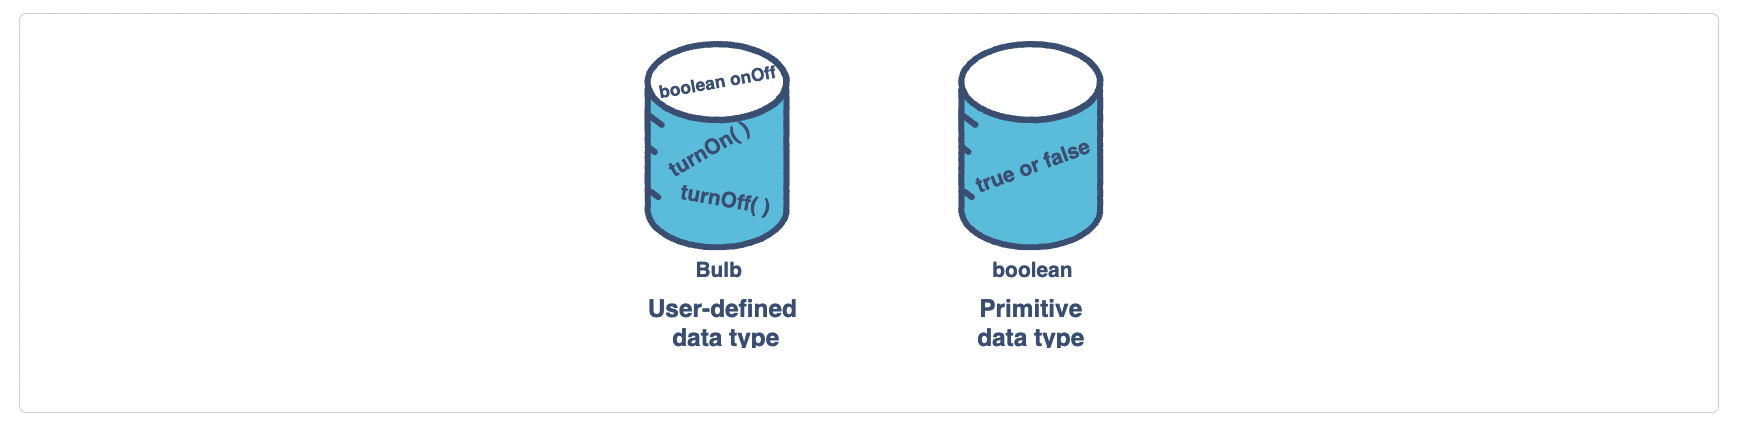 boolean onOff
turnOn( )
turnOff( )
Bulb
User-defined
data type
true or false
boolean
Primitive
data type